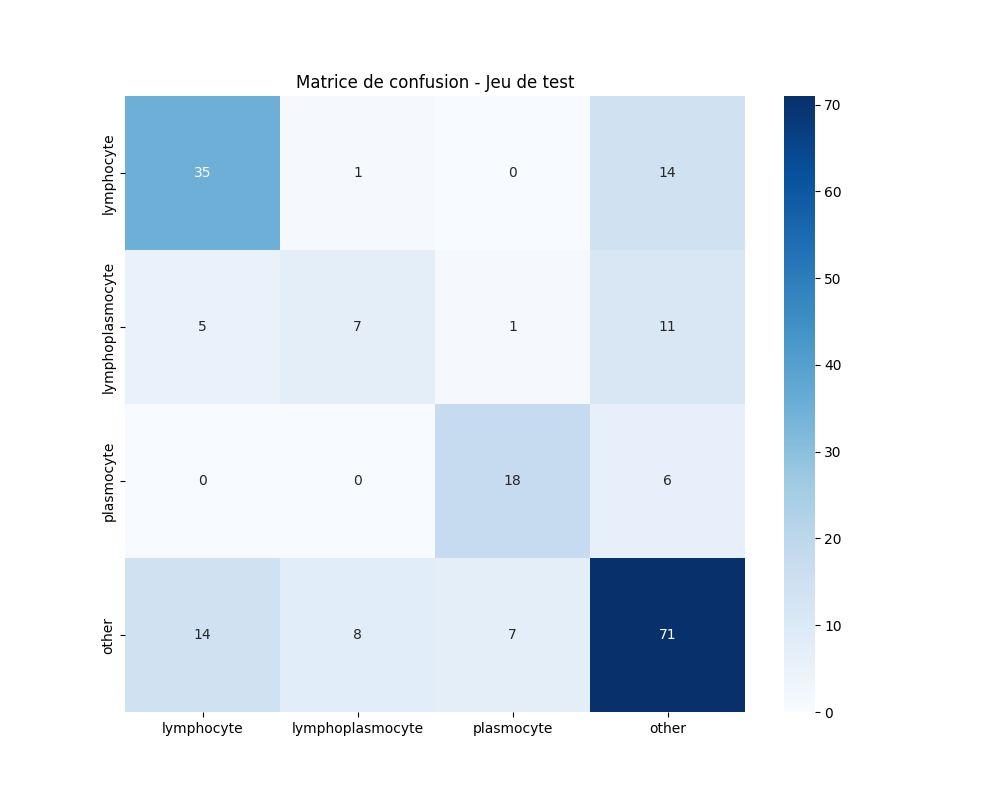 Matrice de confusion - Jeu de test
lymphocyte
35 1 0 14
lymphoplasmocyte
5 7 1 11
plasmocyte
0 0 18 6
other
14 8 7 71
lymphocyte lymphoplasmocyte plasmocyte other
70
60
50
40
30
20
10
0